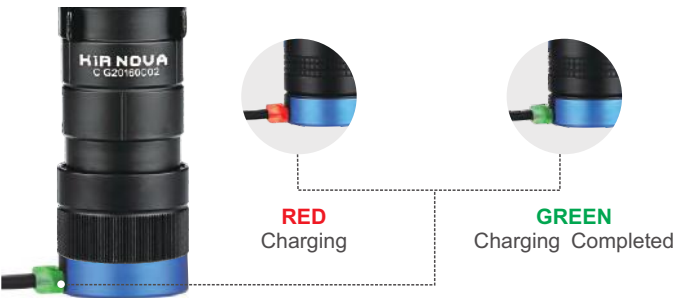 HiR NOVA
C G20160C02
RED
Charging
GREEN
Charging Completed